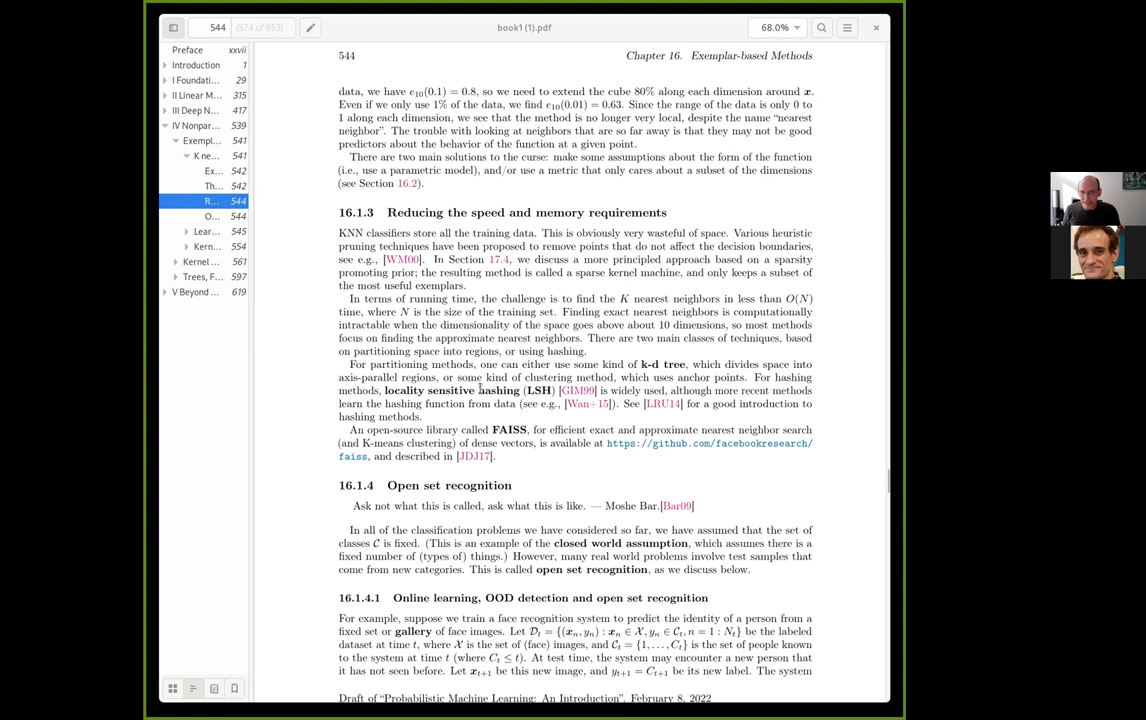 544
(574 of 853)
book1 (1).pdf
68.0%
Preface xxvii
Introduction 1
I Foundati... 29
II Linear M... 315
III Deep N... 417
IV Nonpar... 539
Exempl... 541
K ne... 541
Ex... 542
Th... 542
R... 544
O... 544
Lear... 545
Kern... 554
Kernel ... 561
Trees, F... 597
V Beyond ... 619
544 Chapter 16. Exemplar-based Methods
data, we have e10(0.1) = 0.8, so we need to extend the cube 80% along each dimension around x.
Even if we only use 1% of the data, we find e10(0.01) = 0.63. Since the range of the data is only 0 to
1 along each dimension, we see that the method is no longer very local, despite the name "nearest
neighbor". The trouble with looking at neighbors that are so far away is that they may not be good
predictors about the behavior of the function at a given point.
There are two main solutions to the curse: make some assumptions about the form of the function
(i.e., use a parametric model), and/or use a metric that only cares about a subset of the dimensions
(see Section 16.2).
16.1.3 Reducing the speed and memory requirements
KNN classifiers store all the training data. This is obviously very wasteful of space. Various heuristic
pruning techniques have been proposed to remove points that do not affect the decision boundaries,
see e.g., [WM00]. In Section 17.4, we discuss a more principled approach based on a sparsity
promoting prior; the resulting method is called a sparse kernel machine, and only keeps a subset of
the most useful exemplars.
In terms of running time, the challenge is to find the K nearest neighbors in less than O(N)
time, where N is the size of the training set. Finding exact nearest neighbors is computationally
intractable when the dimensionality of the space goes above about 10 dimensions, so most methods
focus on finding the approximate nearest neighbors. There are two main classes of techniques, based
on partitioning space into regions, or using hashing.
For partitioning methods, one can either use some kind of k-d tree, which divides space into
axis-parallel regions, or some kind of clustering method, which uses anchor points. For hashing
methods, locality sensitive hashing (LSH) [GIM99] is widely used, although more recent methods
learn the hashing function from data (see e.g., [Wan+15]). See [LRU14] for a good introduction to
hashing methods.
An open-source library called FAISS, for efficient exact and approximate nearest neighbor search
(and K-means clustering) of dense vectors, is available at https://github.com/facebookresearch/
faiss, and described in [JDJ17].
16.1.4 Open set recognition
Ask not what this is called, ask what this is like. — Moshe Bar.[Bar09]
In all of the classification problems we have considered so far, we have assumed that the set of
classes C is fixed. (This is an example of the closed world assumption, which assumes there is a
fixed number of (types of) things.) However, many real world problems involve test samples that
come from new categories. This is called open set recognition, as we discuss below.
16.1.4.1 Online learning, OOD detection and open set recognition
For example, suppose we train a face recognition system to predict the identity of a person from a
fixed set or gallery of face images. Let Dt = {(xn, yn) : xn ∈ X, yn ∈ Ct, n = 1 : Nt} be the labeled
dataset at time t, where X is the set of (face) images, and Ct = {1, . . . , Ct} is the set of people known
to the system at time t (where Ct ≤ t). At test time, the system may encounter a new person that
it has not seen before. Let xt+1 be this new image, and yt+1 = Ct+1 be its new label. The system
Draft of "Probabilistic Machine Learning: An Introduction". February 8, 2022